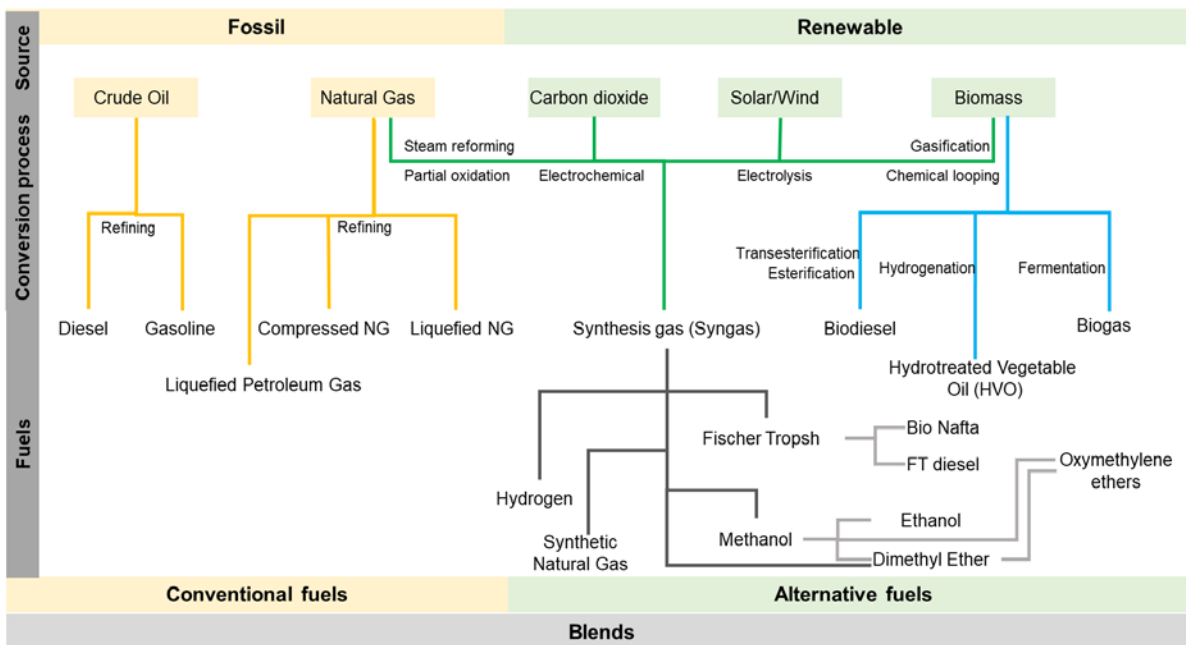 Fossil
Renewable
Source
Crude Oil
Natural Gas
Carbon dioxide
Solar/Wind
Biomass
Conversion process
Steam reforming
Gasification
Partial oxidation
Electrochemical
Electrolysis
Chemical looping
Refining
Refining
Transesterification
Esterification
Hydrogenation
Fermentation
Diesel
Gasoline
Compressed NG
Liquefied NG
Synthesis gas (Syngas)
Biodiesel
Biogas
Liquefied Petroleum Gas
Hydrotreated Vegetable
Oil (HVO)
Fuels
Fischer Tropsh
Bio Nafta
FT diesel
Oxymethylene
ethers
Hydrogen
Synthetic
Natural Gas
Methanol
Ethanol
Dimethyl Ether
Conventional fuels
Alternative fuels
Blends